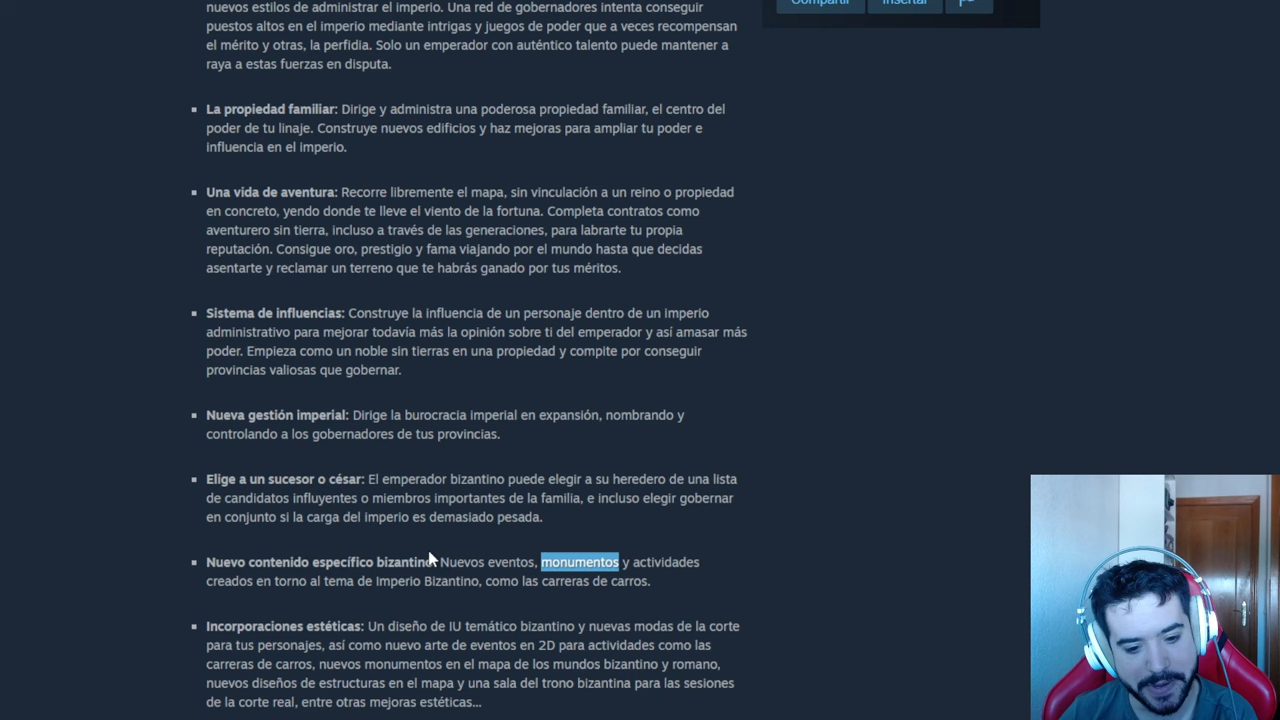 nuevos estilos de administrar el imperio. Una red de gobernadores intenta conseguir
puestos altos en el imperio mediante intrigas y juegos de poder que a veces recompensan
el mérito y otras, la perfidia. Solo un emperador con auténtico talento puede mantener a
raya a estas fuerzas en disputa.
La propiedad familiar: Dirige y administra una poderosa propiedad familiar, el centro del
poder de tu linaje. Construye nuevos edificios y haz mejoras para ampliar tu poder e
influencia en el imperio.
Una vida de aventura: Recorre libremente el mapa, sin vinculación a un reino o propiedad
en concreto, yendo donde te lleve el viento de la fortuna. Completa contratos como
aventurero sin tierra, incluso a través de las generaciones, para labrarte tu propia
reputación. Consigue oro, prestigio y fama viajando por el mundo hasta que decidas
asentarte y reclamar un terreno que te habrás ganado por tus méritos.
Sistema de influencias: Construye la influencia de un personaje dentro de un imperio
administrativo para mejorar todavía más la opinión sobre ti del emperador y así amasar más
poder. Empieza como un noble sin tierras en una propiedad y compite por conseguir
provincias valiosas que gobernar.
Nueva gestión imperial: Dirige la burocracia imperial en expansión, nombrando y
controlando a los gobernadores de tus provincias.
Elige a un sucesor o césar: El emperador bizantino puede elegir a su heredero de una lista
de candidatos influyentes o miembros importantes de la familia, e incluso elegir gobernar
en conjunto si la carga del imperio es demasiado pesada.
Nuevo contenido específico bizantino: Nuevos eventos, monumentos y actividades
creados en torno al tema de Imperio Bizantino, como las carreras de carros.
Incorporaciones estéticas: Un diseño de IU temático bizantino y nuevas modas de la corte
para tus personajes, así como nuevo arte de eventos en 2D para actividades como las
carreras de carros, nuevos monumentos en el mapa de los mundos bizantino y romano,
nuevos diseños de estructuras en el mapa y una sala del trono bizantina para las sesiones
de la corte real, entre otras mejoras estéticas...
Compartir Insertar